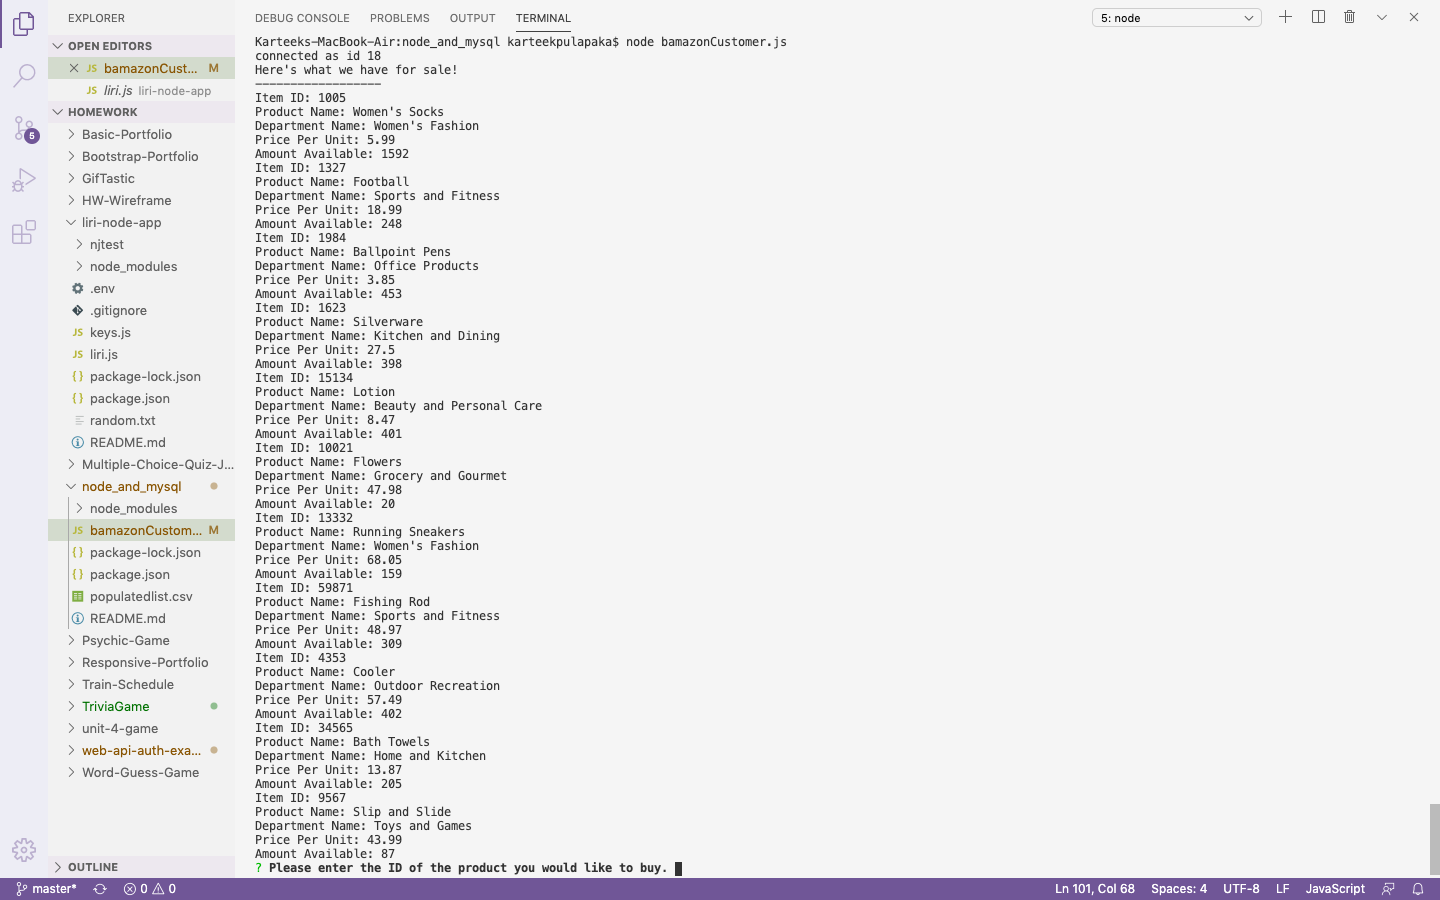 EXPLORER
OPEN EDITORS
JS bamazonCust... M
JS liri.js liri-node-app
HOMEWORK
Basic-Portfolio
Bootstrap-Portfolio
GifTastic
HW-Wireframe
liri-node-app
njtest
node_modules
.env
.gitignore
JS keys.js
JS liri.js
{} package-lock.json
{} package.json
random.txt
README.md
Multiple-Choice-Quiz-J...
node_and_mysql
node_modules
JS bamazonCustom... M
{} package-lock.json
{} package.json
populatedlist.csv
README.md
Psychic-Game
Responsive-Portfolio
Train-Schedule
TriviaGame
unit-4-game
web-api-auth-exa...
Word-Guess-Game
OUTLINE
5
DEBUG CONSOLE PROBLEMS OUTPUT TERMINAL 5: node
Karteeks-MacBook-Air:node_and_mysql karteekpulapaka$ node bamazonCustomer.js
connected as id 18
Here's what we have for sale!
------------------
Item ID: 1005
Product Name: Women's Socks
Department Name: Women's Fashion
Price Per Unit: 5.99
Amount Available: 1592
Item ID: 1327
Product Name: Football
Department Name: Sports and Fitness
Price Per Unit: 18.99
Amount Available: 248
Item ID: 1984
Product Name: Ballpoint Pens
Department Name: Office Products
Price Per Unit: 3.85
Amount Available: 453
Item ID: 1623
Product Name: Silverware
Department Name: Kitchen and Dining
Price Per Unit: 27.5
Amount Available: 398
Item ID: 15134
Product Name: Lotion
Department Name: Beauty and Personal Care
Price Per Unit: 8.47
Amount Available: 401
Item ID: 10021
Product Name: Flowers
Department Name: Grocery and Gourmet
Price Per Unit: 47.98
Amount Available: 20
Item ID: 13332
Product Name: Running Sneakers
Department Name: Women's Fashion
Price Per Unit: 68.05
Amount Available: 159
Item ID: 59871
Product Name: Fishing Rod
Department Name: Sports and Fitness
Price Per Unit: 48.97
Amount Available: 309
Item ID: 4353
Product Name: Cooler
Department Name: Outdoor Recreation
Price Per Unit: 57.49
Amount Available: 402
Item ID: 34565
Product Name: Bath Towels
Department Name: Home and Kitchen
Price Per Unit: 13.87
Amount Available: 205
Item ID: 9567
Product Name: Slip and Slide
Department Name: Toys and Games
Price Per Unit: 43.99
Amount Available: 87
? Please enter the ID of the product you would like to buy.
master* 0 0 Ln 101, Col 68 Spaces: 4 UTF-8 LF JavaScript